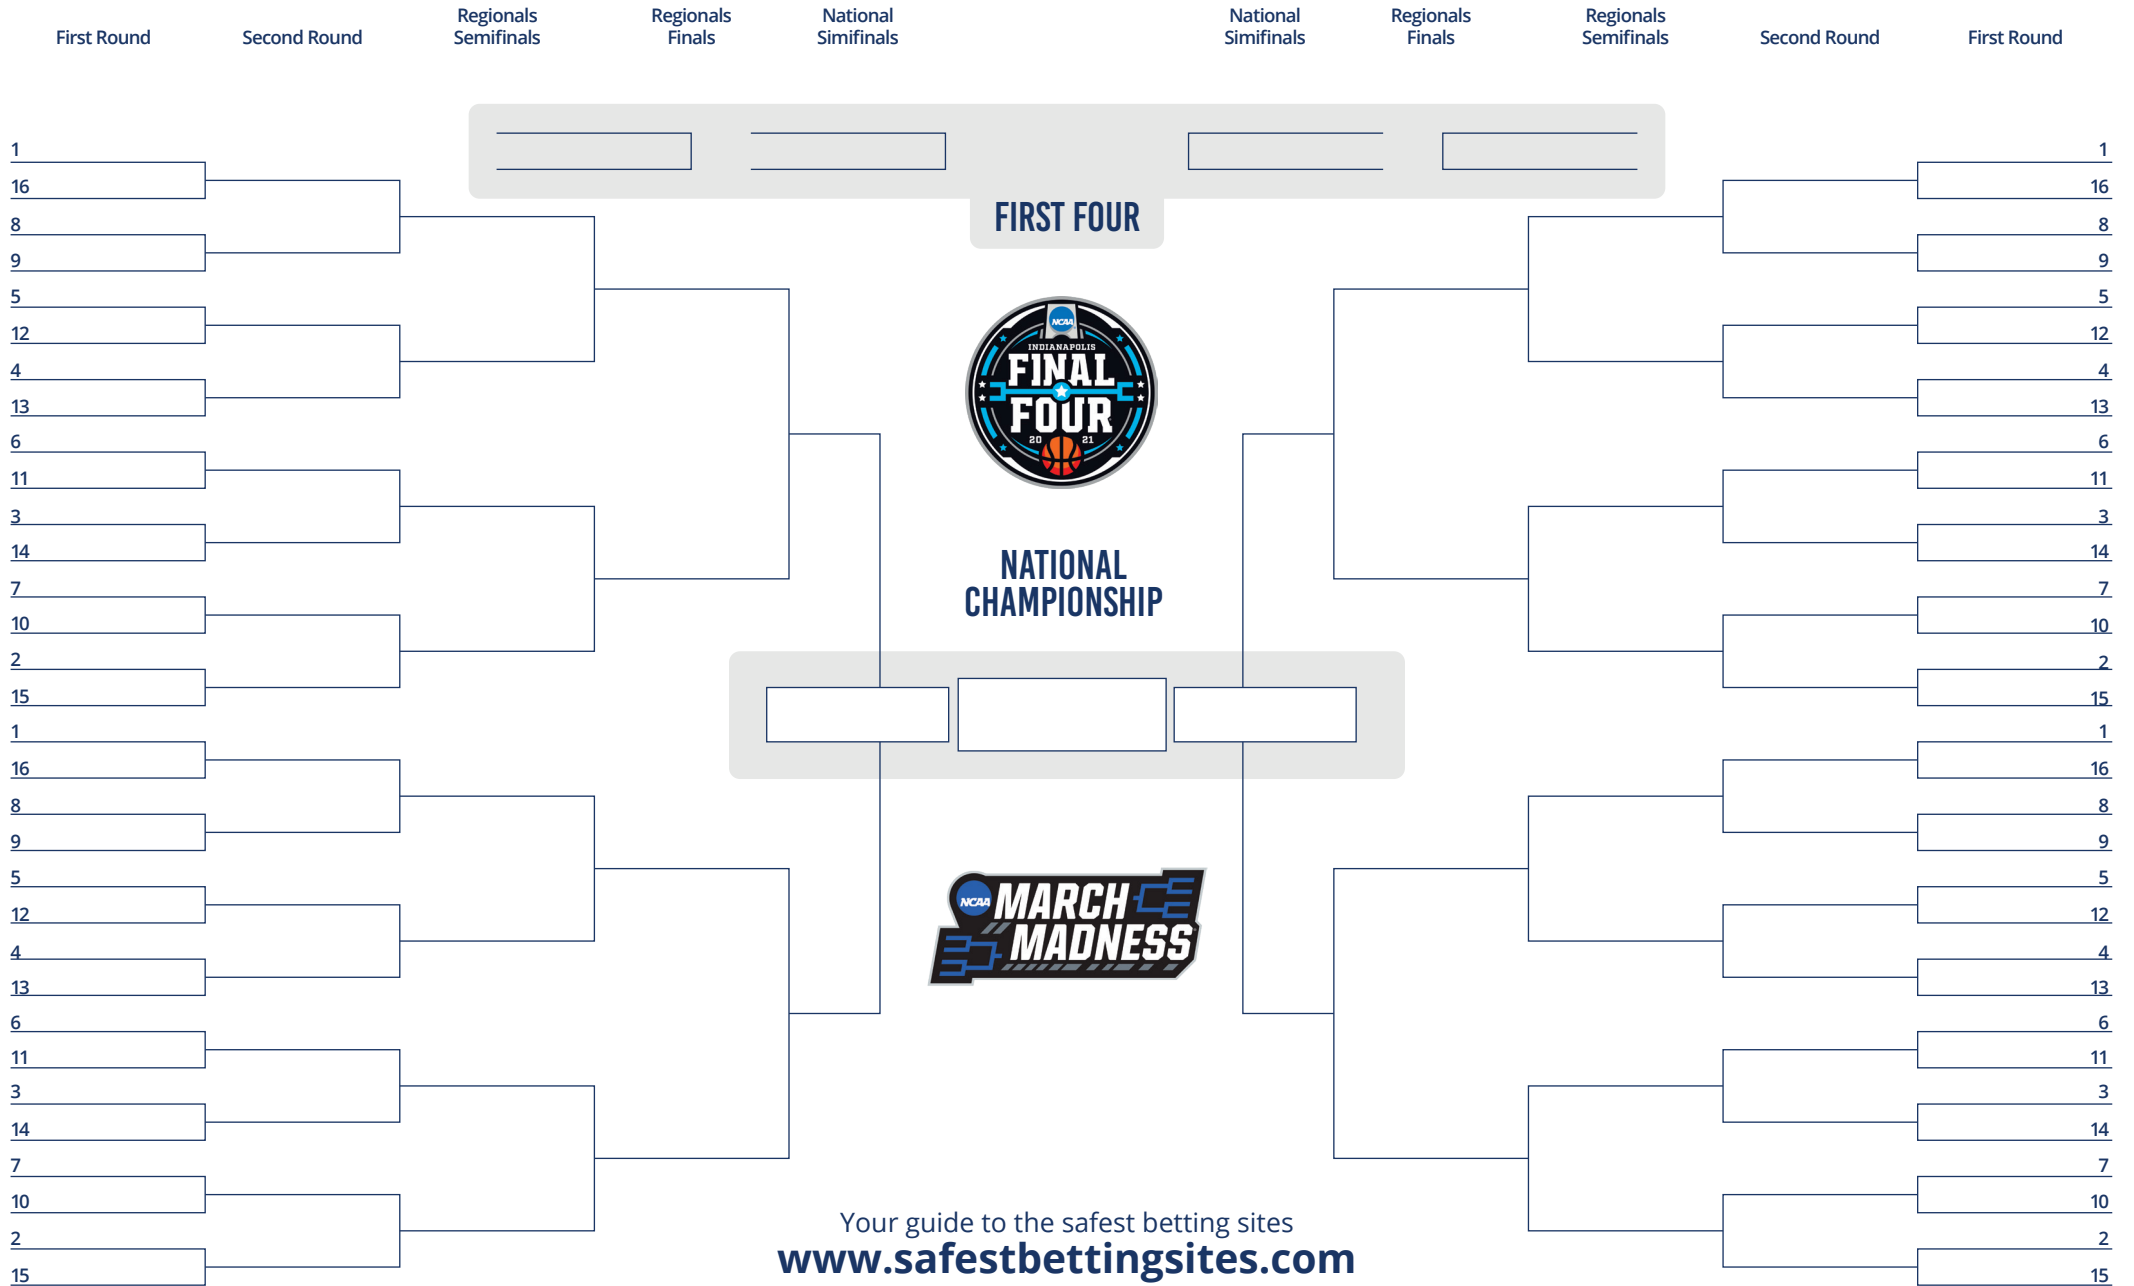 First Round
Second Round
Regionals
Semifinals
Regionals
Finals
National
Simifinals
National
Simifinals
Regionals
Finals
Regionals
Semifinals
Second Round
First Round
FIRST FOUR
1
16
8
9
5
12
4
13
6
11
3
14
7
10
2
15
1
16
8
9
5
12
4
13
6
11
3
14
7
10
2
15
NCAA
INDIANAPOLIS
FINAL
FOUR
20 21
NATIONAL
CHAMPIONSHIP
NCAA
MARCH
MADNESS
1
16
8
9
5
12
4
13
6
11
3
14
7
10
2
15
1
16
8
9
5
12
4
13
6
11
3
14
7
10
2
15
Your guide to the safest betting sites
www.safestbettingsites.com